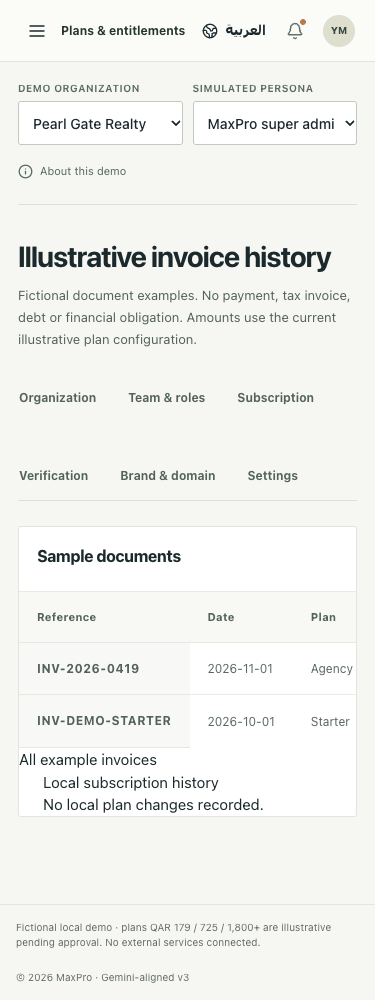 Plans & entitlements العربية YM
DEMO ORGANIZATION SIMULATED PERSONA
Pearl Gate Realty MaxPro super admi
About this demo
Illustrative invoice history
Fictional document examples. No payment, tax invoice,
debt or financial obligation. Amounts use the current
illustrative plan configuration.
Organization Team & roles Subscription
Verification Brand & domain Settings
Sample documents
Reference Date Plan
INV-2026-0419 2026-11-01 Agency
INV-DEMO-STARTER 2026-10-01 Starter
All example invoices
Local subscription history
No local plan changes recorded.
Fictional local demo · plans QAR 179 / 725 / 1,800+ are illustrative
pending approval. No external services connected.
© 2026 MaxPro · Gemini-aligned v3